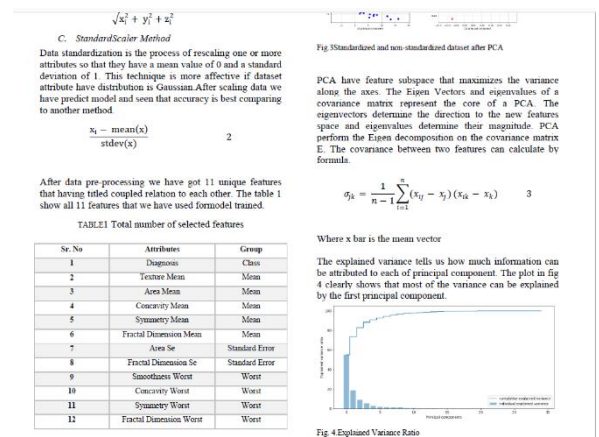 √x_i^2 + y_i^2 + z_i^2
C. StandardScaler Method
Data standardization is the process of rescaling one or more
attributes so that they have a mean value of 0 and a standard
deviation of 1. This technique is more affective if dataset
attribute have distribution is Gaussian.After scaling data we
have predict model and seen that accuracy is best comparing
to another method.
x_i − mean(x)
stdev(x)
2
After data pre-processing we have got 11 unique features
that having titled coupled relation to each other. The table 1
show all 11 features that we have used formodel trained.
TABLE1 Total number of selected features
Sr. No Attributes Group
1 Diagnosis Class
2 Texture Mean Mean
3 Area Mean Mean
4 Concavity Mean Mean
5 Symmetry Mean Mean
6 Fractal Dimension Mean Mean
7 Area Se Standard Error
8 Fractal Dimension Se Standard Error
9 Smoothness Worst Worst
10 Concavity Worst Worst
11 Symmetry Worst Worst
12 Fractal Dimension Worst Worst
Fig.3Standardized and non-standardized dataset after PCA
PCA have feature subspace that maximizes the variance
along the axes. The Eigen Vectors and eigenvalues of a
covariance matrix represent the core of a PCA. The
eigenvectors determine the direction to the new features
space and eigenvalues determine their magnitude. PCA
perform the Eigen decomposition on the covariance matrix
E. The covariance between two features can calculate by
formula.
σ_jk = 1/(n − 1) Σ_{i=1}^{n} (x_ij − x_j)(x_ik − x_k) 3
Where x bar is the mean vector
The explained variance tells us how much information can
be attributed to each of principal component. The plot in fig
4 clearly shows that most of the variance can be explained
by the first principal component.
Fig. 4.Explained Variance Ratio